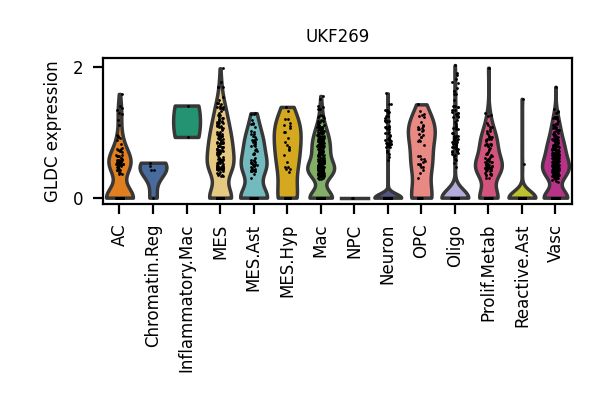 UKF269
GLDC expression
2
0
AC
Chromatin.Reg
Inflammatory.Mac
MES
MES.Ast
MES.Hyp
Mac
NPC
Neuron
OPC
Oligo
Prolif.Metab
Reactive.Ast
Vasc